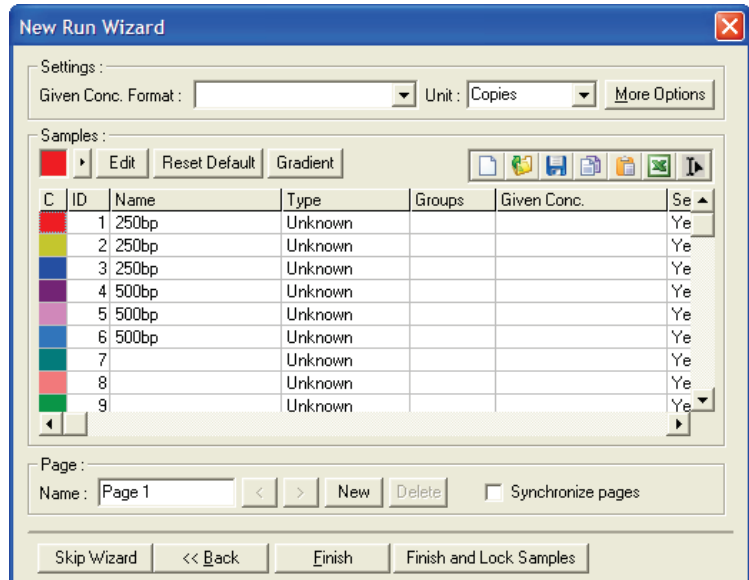 New Run Wizard
Settings :
Given Conc. Format : Unit : Copies More Options
Samples :
Edit Reset Default Gradient
C ID Name Type Groups Given Conc. Se
1 250bp Unknown Ye
2 250bp Unknown Ye
3 250bp Unknown Ye
4 500bp Unknown Ye
5 500bp Unknown Ye
6 500bp Unknown Ye
7 Unknown Ye
8 Unknown Ye
9 Unknown Ye
Page :
Name : Page 1 < > New Delete Synchronize pages
Skip Wizard << Back Finish Finish and Lock Samples